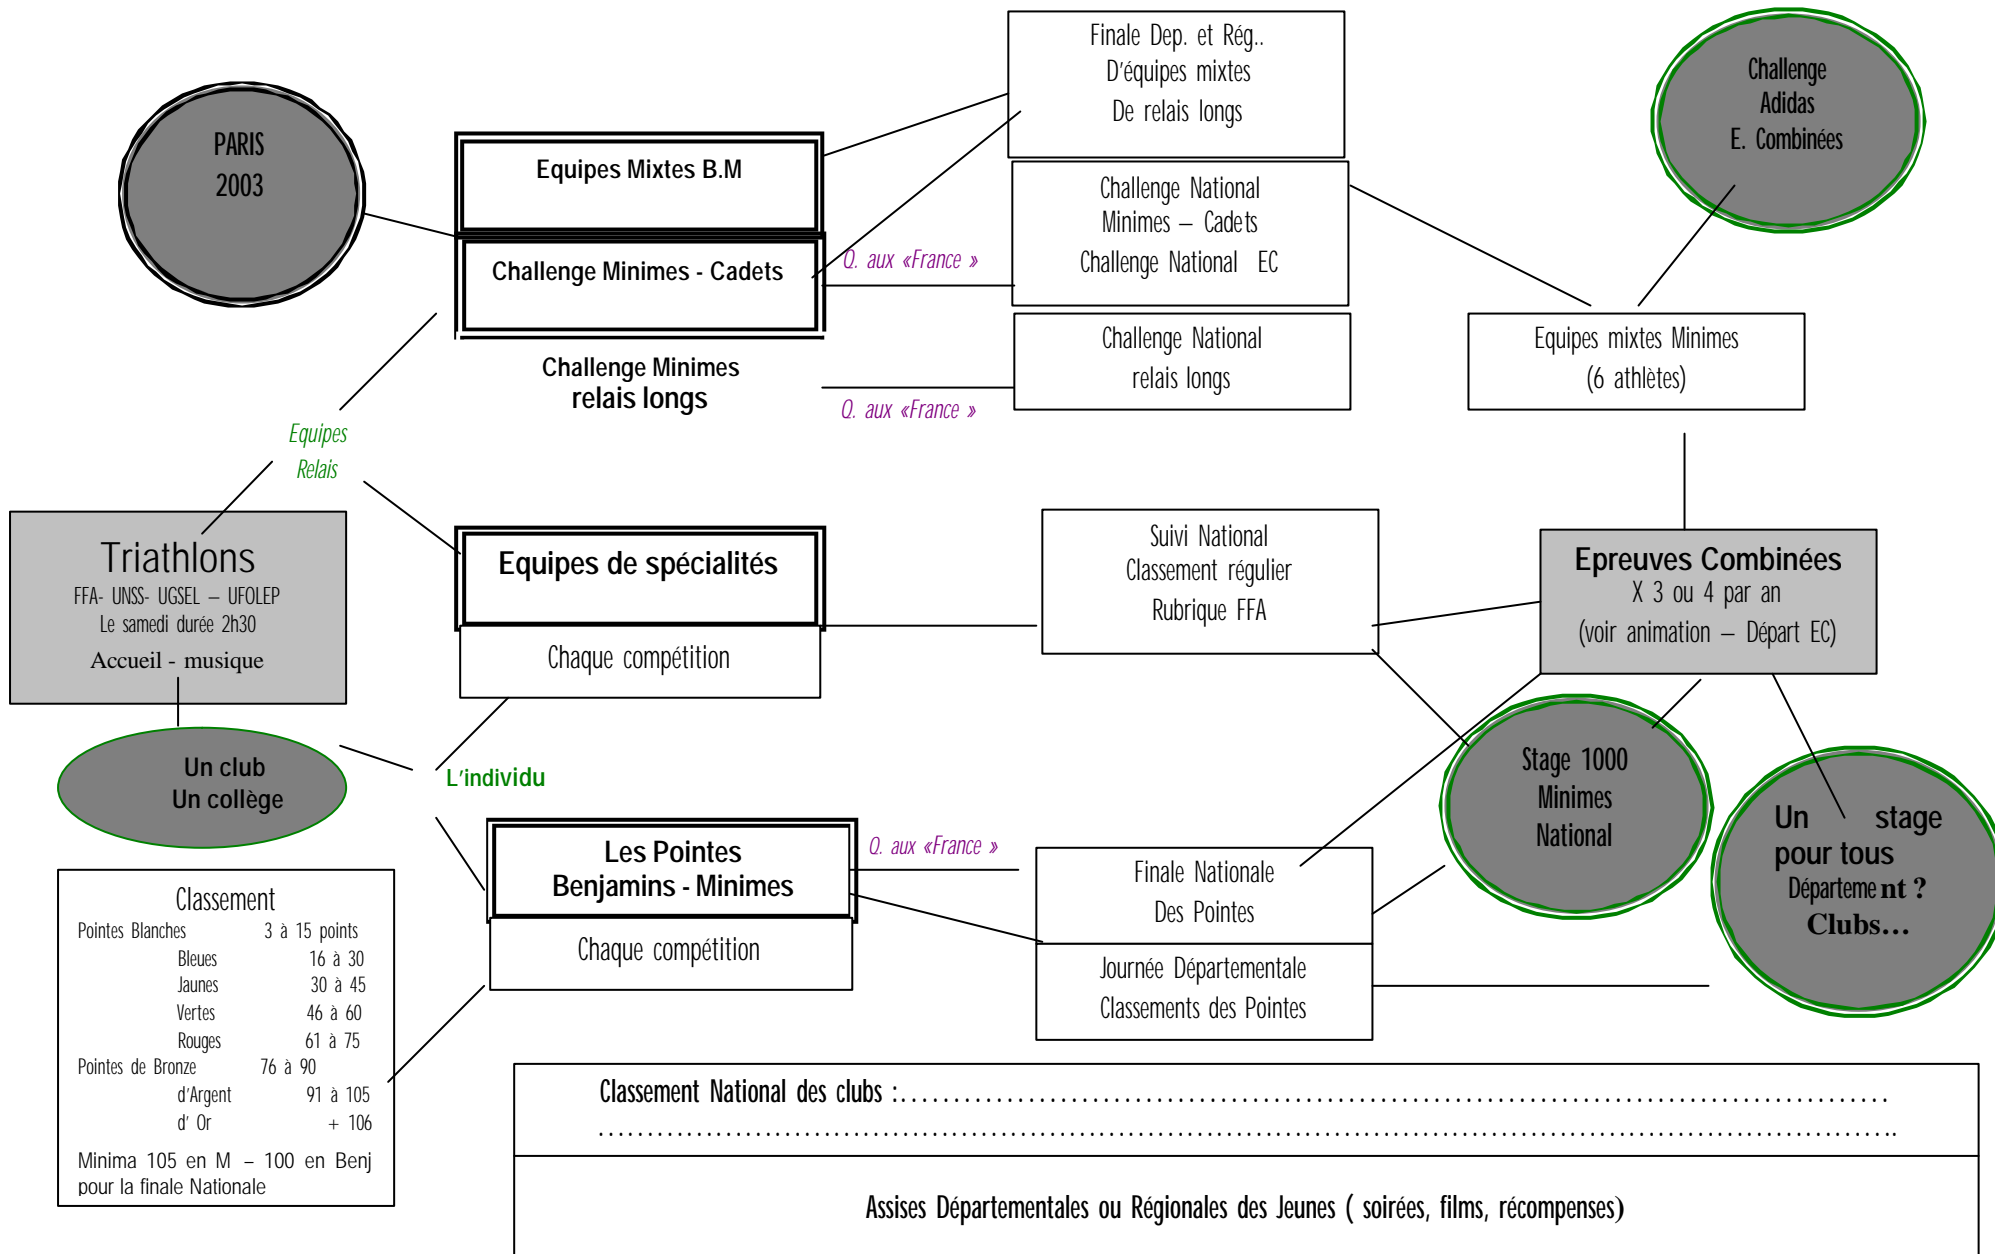 Finale Dep. et Rég..
D'équipes mixtes
De relais longs
Challenge
Adidas
E. Combinées
PARIS
2003
Equipes Mixtes B.M
Challenge National
Minimes – Cadets
Challenge National EC
Challenge Minimes - Cadets
Q. aux «France »
Challenge National
relais longs
Equipes mixtes Minimes
(6 athlètes)
Challenge Minimes
relais longs
Q. aux «France »
Equipes
Relais
Triathlons
FFA- UNSS- UGSEL – UFOLEP
Le samedi durée 2h30
Accueil - musique
Equipes de spécialités
Chaque compétition
Suivi National
Classement régulier
Rubrique FFA
Epreuves Combinées
X 3 ou 4 par an
(voir animation – Départ EC)
Un club
Un collège
L'individu
Stage 1000
Minimes
National
Un stage
pour tous
Département ?
Clubs...
Les Pointes
Benjamins - Minimes
Chaque compétition
Q. aux «France »
Finale Nationale
Des Pointes
Journée Départementale
Classements des Pointes
Classement
Pointes Blanches 3 à 15 points
Bleues 16 à 30
Jaunes 30 à 45
Vertes 46 à 60
Rouges 61 à 75
Pointes de Bronze 76 à 90
d'Argent 91 à 105
d' Or + 106
Minima 105 en M – 100 en Benj
pour la finale Nationale
Classement National des clubs :....................................................................................................
....................................................................................................................................
Assises Départementales ou Régionales des Jeunes ( soirées, films, récompenses)